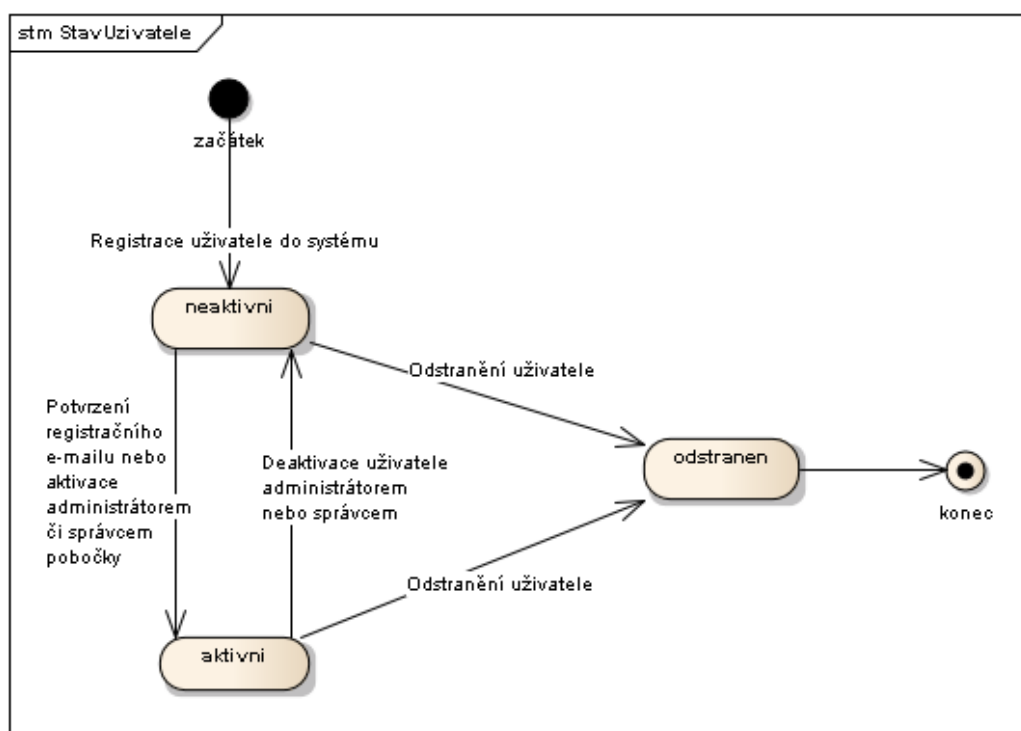 stm StavUzivatele
začátek
Registrace uživatele do systému
neaktivni
Odstranění uživatele
Potvrzení
registračního
e-mailu nebo
aktivace
administrátorem
či správcem
pobočky
Deaktivace uživatele
administrátorem
nebo správcem
odstranen
konec
Odstranění uživatele
aktivni